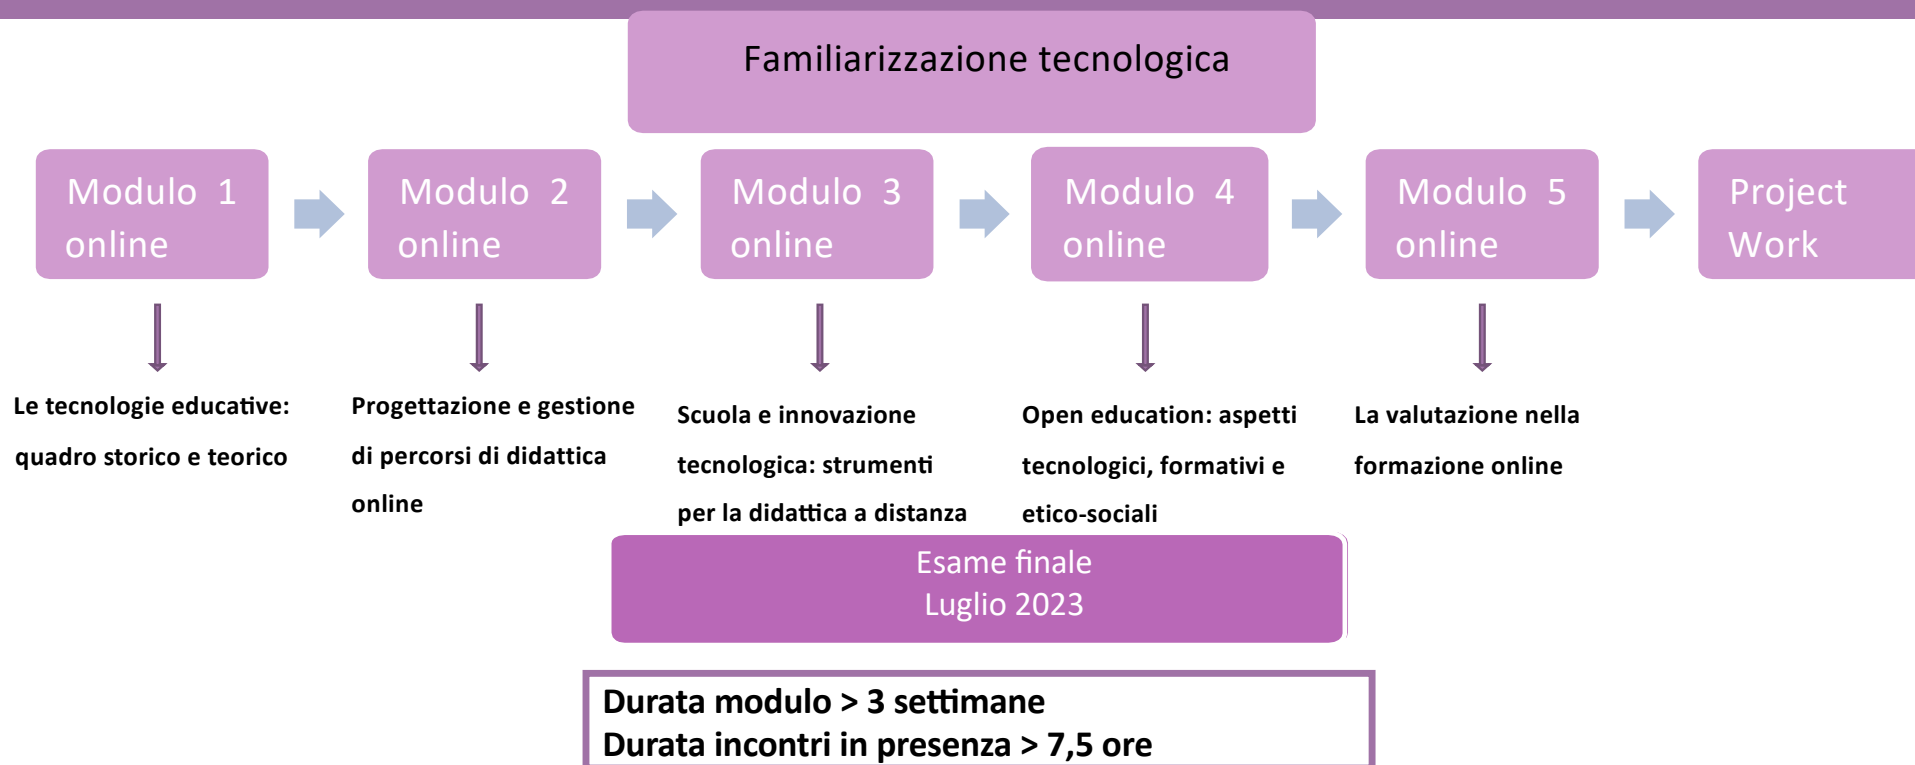 Familiarizzazione tecnologica
Modulo 1
online
Modulo 2
online
Modulo 3
online
Modulo 4
online
Modulo 5
online
Project
Work
Le tecnologie educative:
quadro storico e teorico
Progettazione e gestione
di percorsi di didattica
online
Scuola e innovazione
tecnologica: strumenti
per la didattica a distanza
Open education: aspetti
tecnologici, formativi e
etico-sociali
La valutazione nella
formazione online
Esame finale
Luglio 2023
Durata modulo > 3 settimane
Durata incontri in presenza > 7,5 ore